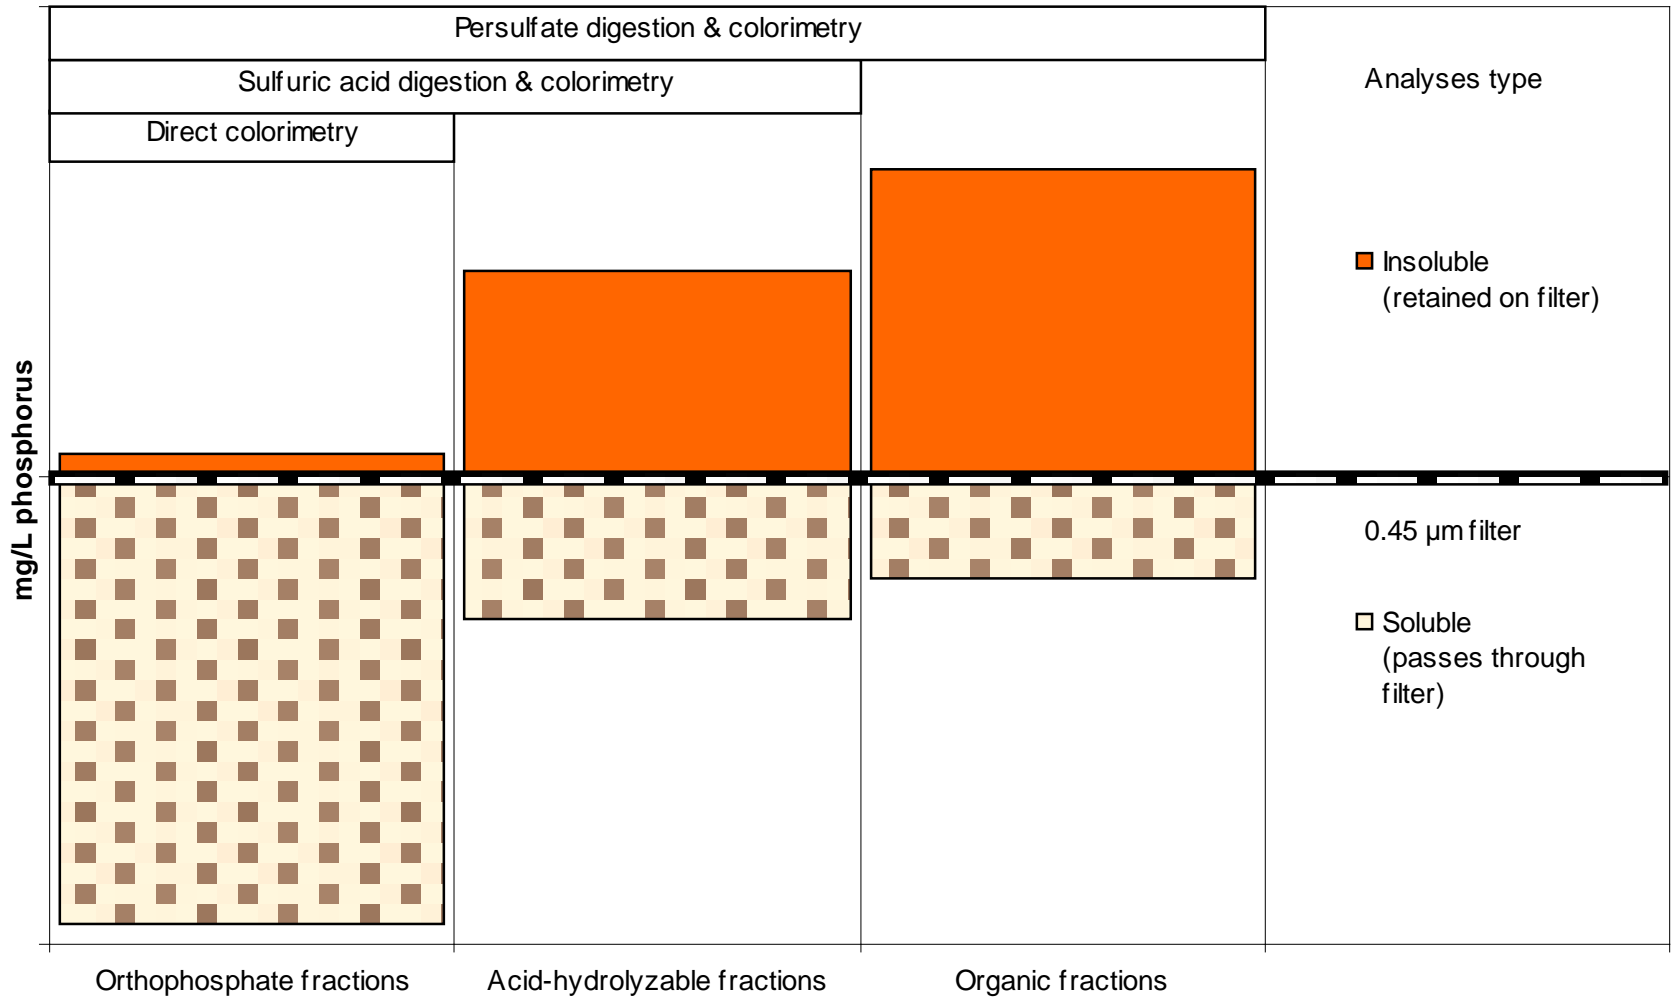 Persulfate digestion & colorimetry
Sulfuric acid digestion & colorimetry
Analyses type
Direct colorimetry
Insoluble
(retained on filter)
mg/L phosphorus
0.45 µm filter
Soluble
(passes through
filter)
Orthophosphate fractions
Acid-hydrolyzable fractions
Organic fractions